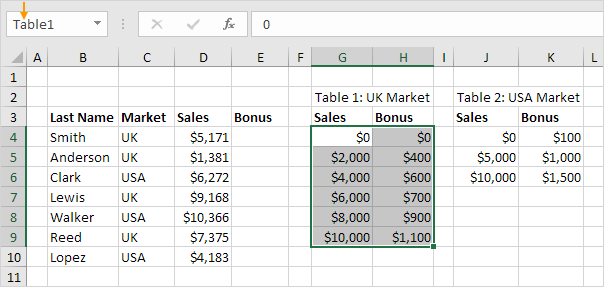 Table1 fx 0
A B C D E F G H I J K L
1
2 Table 1: UK Market Table 2: USA Market
3 Last Name Market Sales Bonus Sales Bonus Sales Bonus
4 Smith UK $5,171 $0 $0 $0 $100
5 Anderson UK $1,381 $2,000 $400 $5,000 $1,000
6 Clark USA $6,272 $4,000 $600 $10,000 $1,500
7 Lewis UK $9,168 $6,000 $700
8 Walker USA $10,366 $8,000 $900
9 Reed UK $7,375 $10,000 $1,100
10 Lopez USA $4,183
11